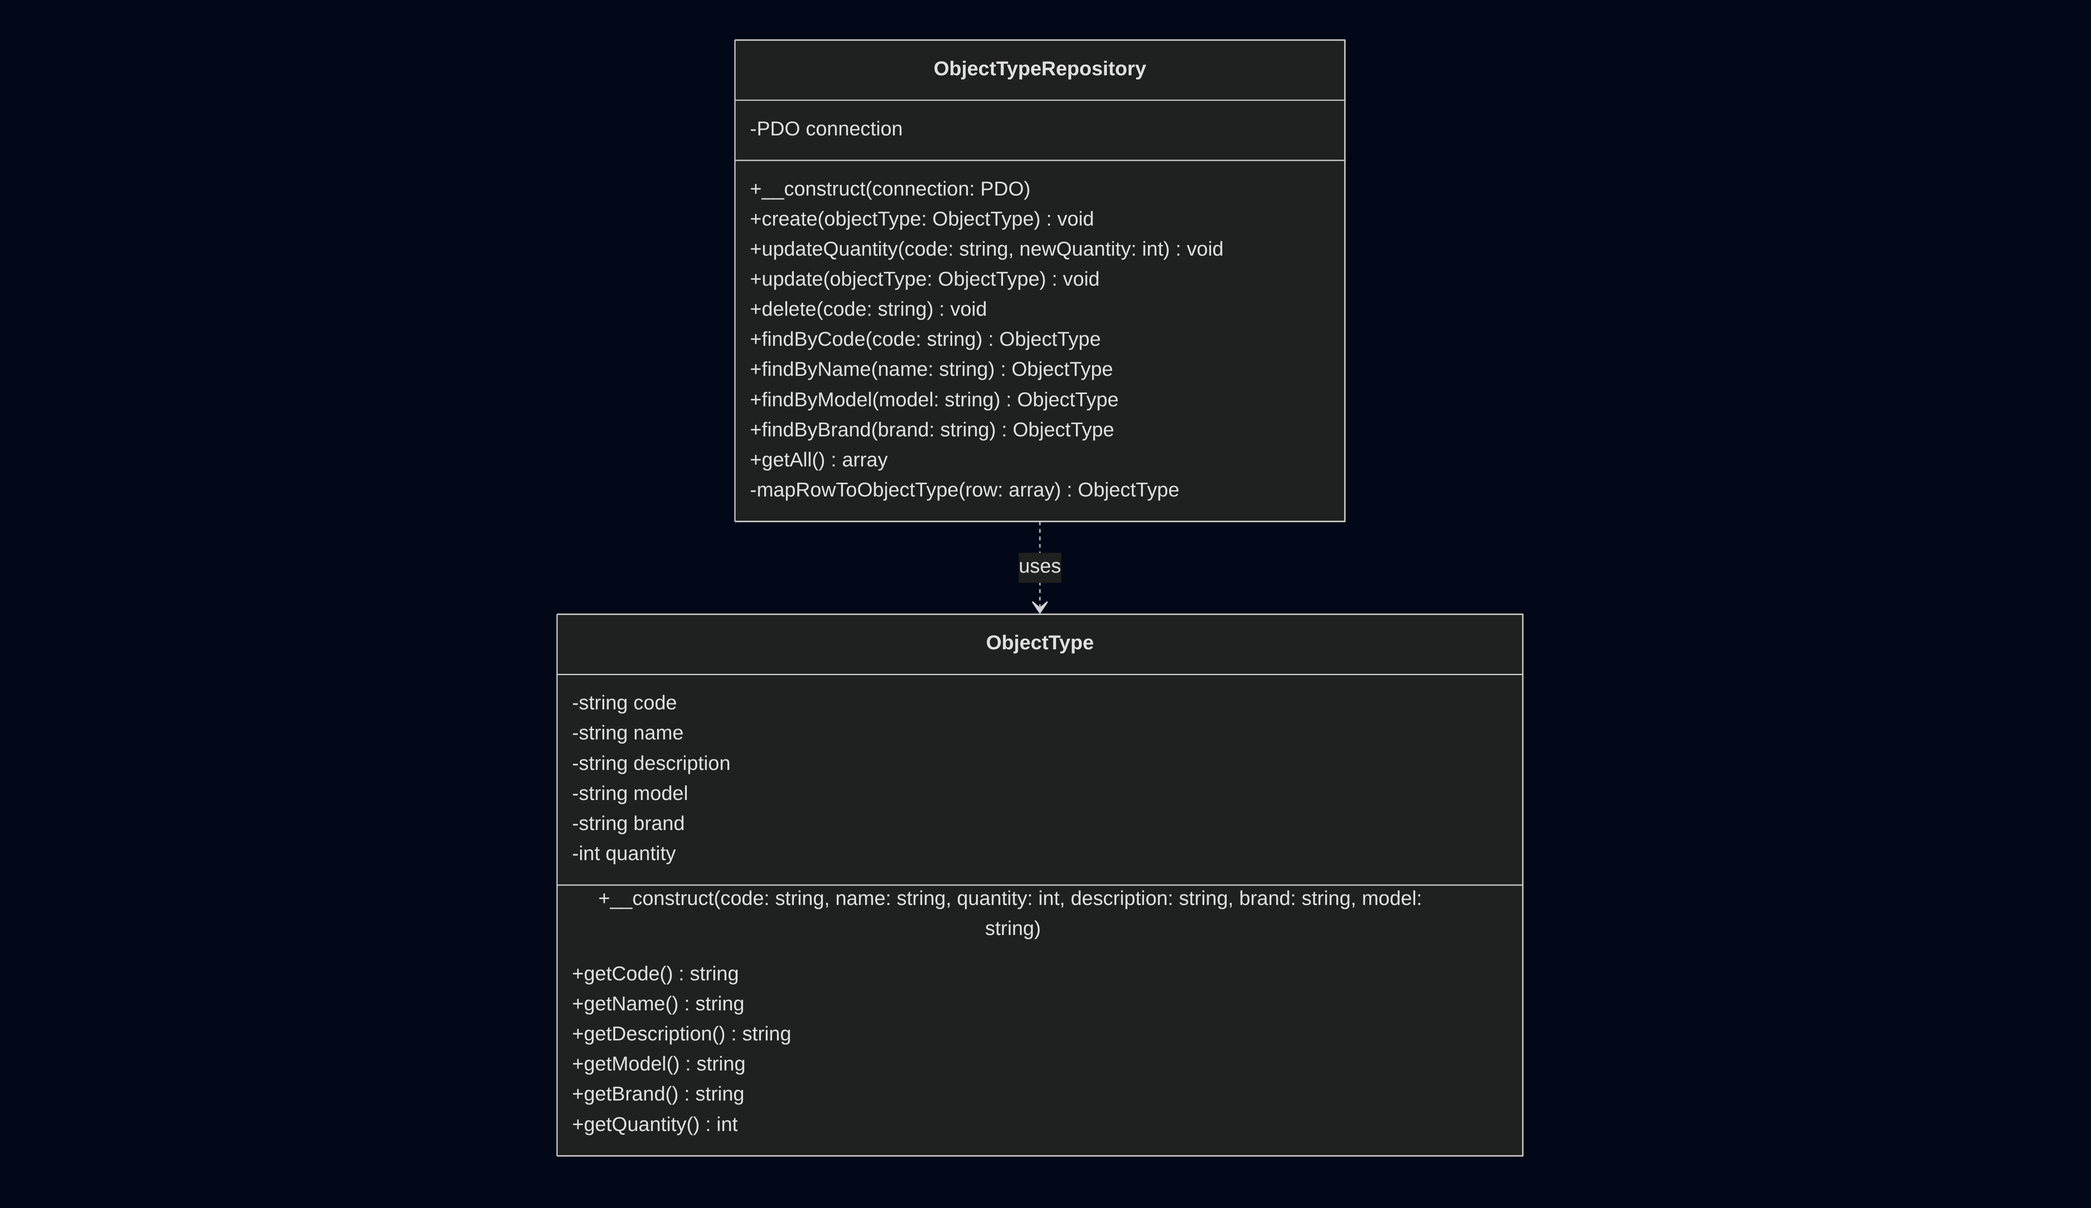 ObjectTypeRepository
-PDO connection
+__construct(connection: PDO)
+create(objectType: ObjectType) : void
+updateQuantity(code: string, newQuantity: int) : void
+update(objectType: ObjectType) : void
+delete(code: string) : void
+findByCode(code: string) : ObjectType
+findByName(name: string) : ObjectType
+findByModel(model: string) : ObjectType
+findByBrand(brand: string) : ObjectType
+getAll() : array
-mapRowToObjectType(row: array) : ObjectType
uses
ObjectType
-string code
-string name
-string description
-string model
-string brand
-int quantity
+__construct(code: string, name: string, quantity: int, description: string, brand: string, model:
string)
+getCode() : string
+getName() : string
+getDescription() : string
+getModel() : string
+getBrand() : string
+getQuantity() : int